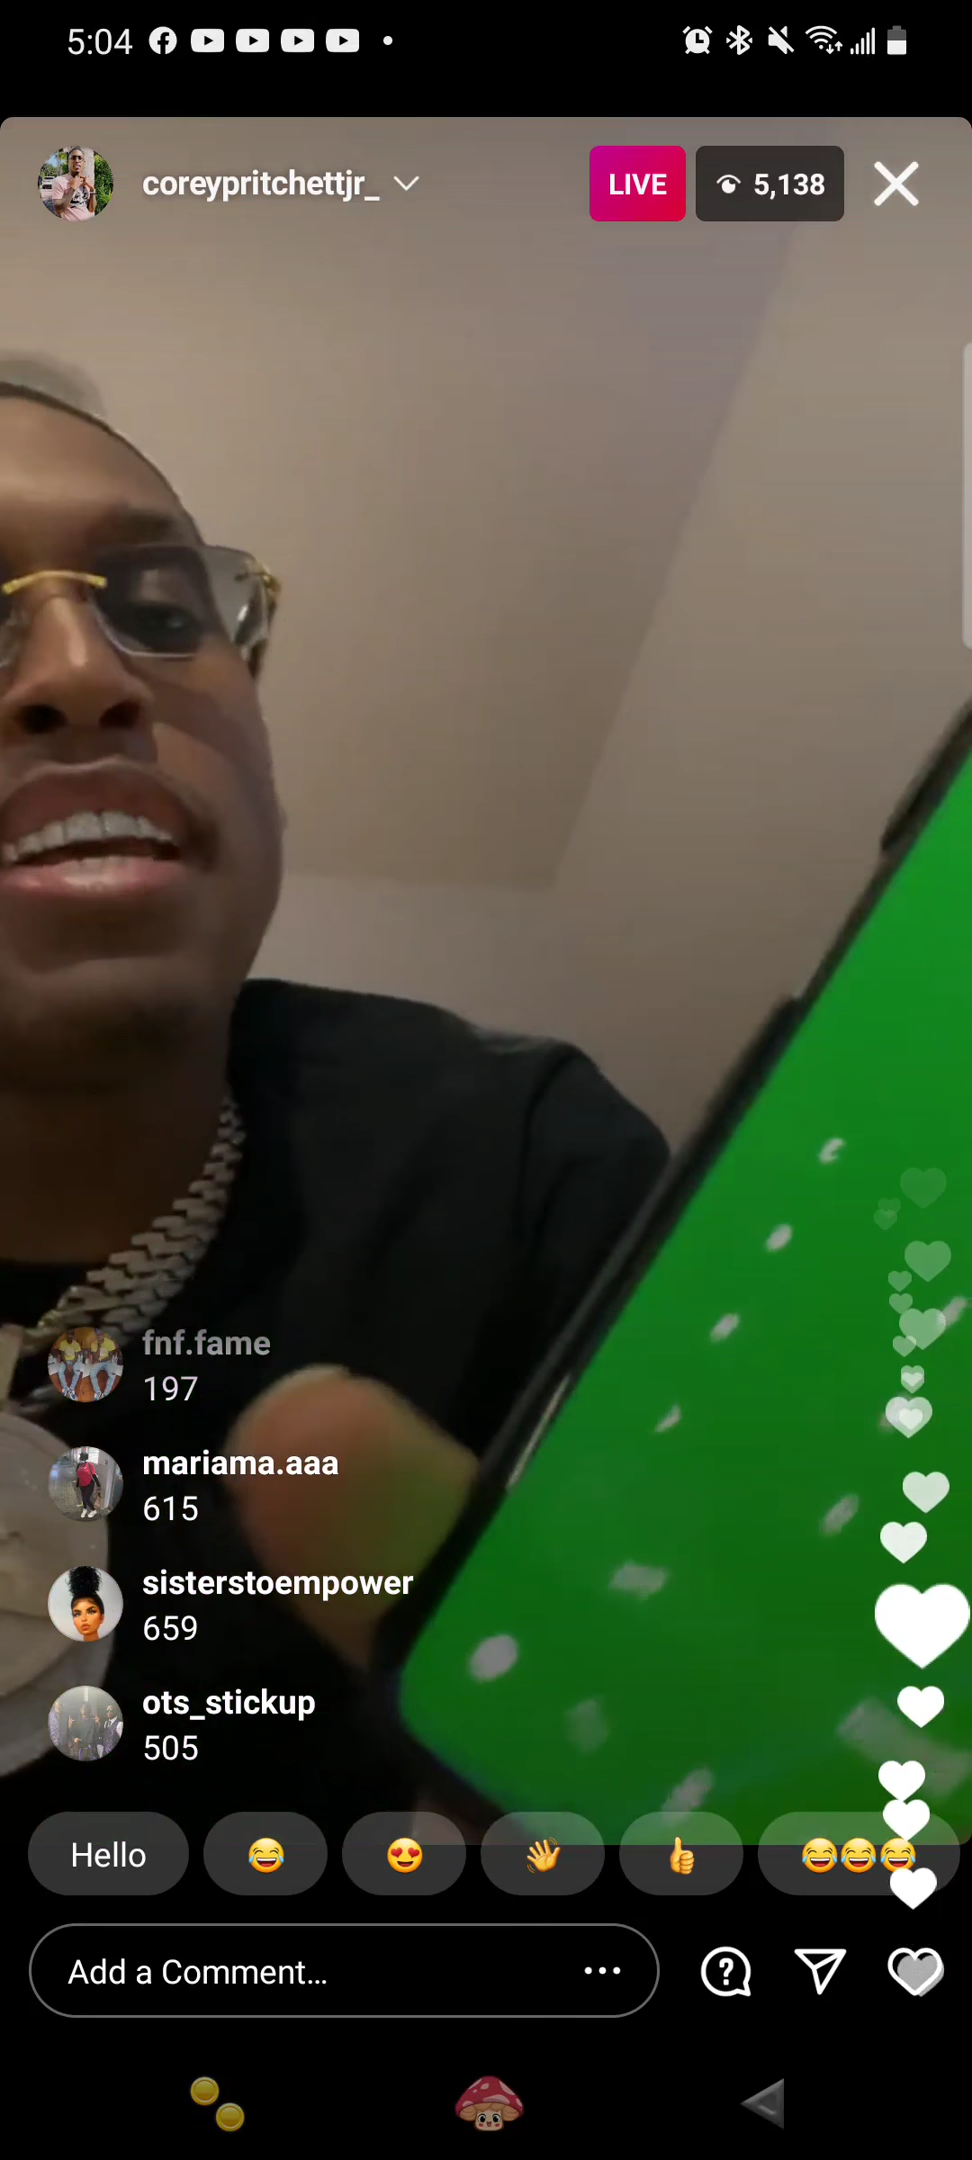 5:04
coreypritchettjr_
LIVE
5,138
fnf.fame
197
mariama.aaa
615
sisterstoempower
659
ots_stickup
505
Hello
Add a Comment...